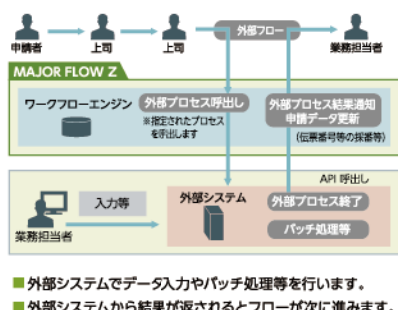 外部フロー
申請者
上司
上司
業務担当者
MAJOR FLOW Z
ワークフローエンジン
外部プロセス呼出し
※指定されたプロセス
を呼出します
外部プロセス結果通知
申請データ更新
(伝票番号等の採番等)
API 呼出し
入力等
外部システム
外部プロセス終了
バッチ処理等
業務担当者
■外部システムでデータ入力やバッチ処理等を行います。
■外部システムから結果が返されるとフローが次に進みます。